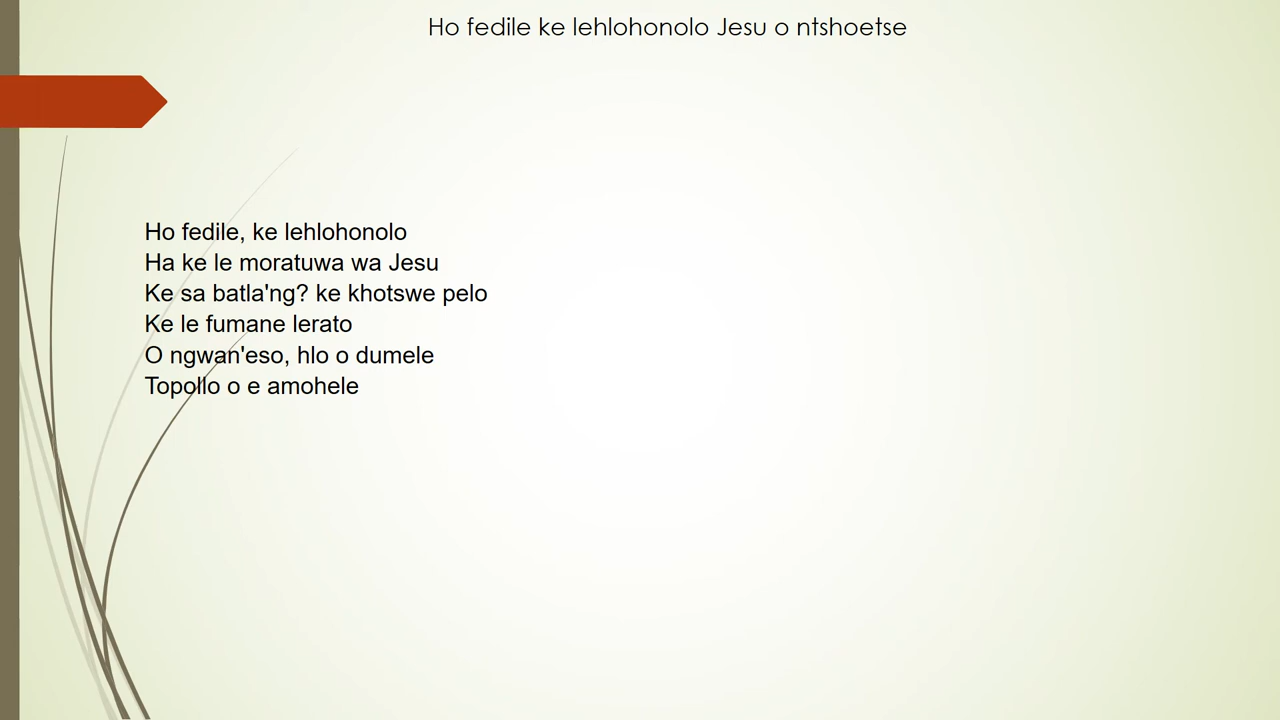 Ho fedile ke lehlohonolo Jesu o ntshoetse
Ho fedile, ke lehlohonolo
Ha ke le moratuwa wa Jesu
Ke sa batla'ng? ke khotswe pelo
Ke le fumane lerato
O ngwan'eso, hlo o dumele
Topollo o e amohele